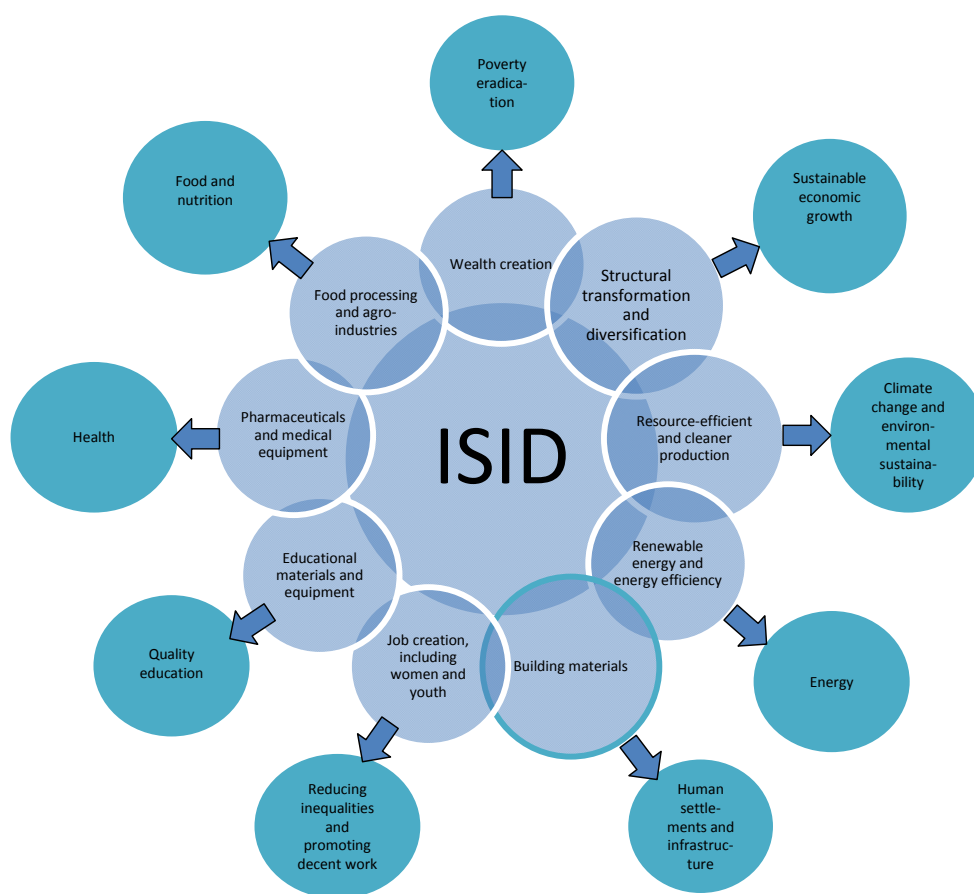 Poverty
eradica-
tion
Sustainable
economic
growth
Food and
nutrition
Wealth creation
Structural
transformation
and
diversification
Food processing
and agro-
industries
Climate
change and
environ-
mental
sustaina-
bility
Resource-efficient
and cleaner
production
Pharmaceuticals
and medical
equipment
Health
ISID
Renewable
energy and
energy efficiency
Educational
materials and
equipment
Job creation,
including
women and
youth
Building materials
Quality
education
Energy
Reducing
inequalities
and
promoting
decent work
Human
settle-
ments and
infrastruc-
ture